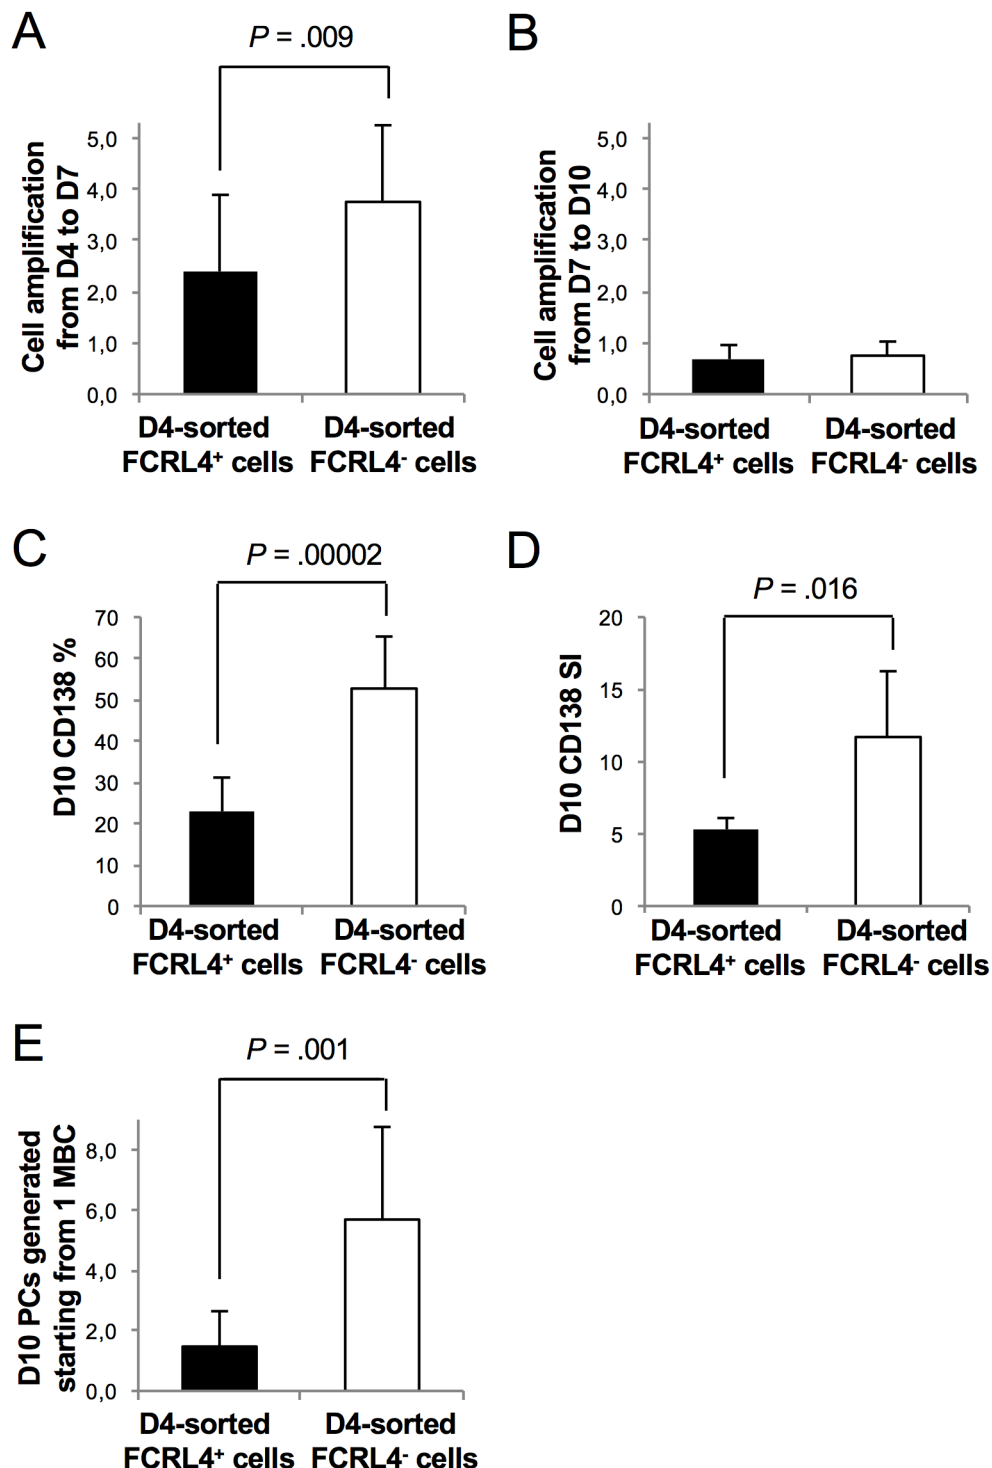 A
P = .009
Cell amplification
from D4 to D7
5,0
4,0
3,0
2,0
1,0
0,0
D4-sorted
FCRL4⁺ cells
D4-sorted
FCRL4⁻ cells
B
Cell amplification
from D7 to D10
5,0
4,0
3,0
2,0
1,0
0,0
D4-sorted
FCRL4⁺ cells
D4-sorted
FCRL4⁻ cells
C
P = .00002
D10 CD138 %
70
60
50
40
30
20
10
0
D4-sorted
FCRL4⁺ cells
D4-sorted
FCRL4⁻ cells
D
P = .016
D10 CD138 SI
20
15
10
5
0
D4-sorted
FCRL4⁺ cells
D4-sorted
FCRL4⁻ cells
E
P = .001
D10 PCs generated
starting from 1 MBC
8,0
6,0
4,0
2,0
0,0
D4-sorted
FCRL4⁺ cells
D4-sorted
FCRL4⁻ cells